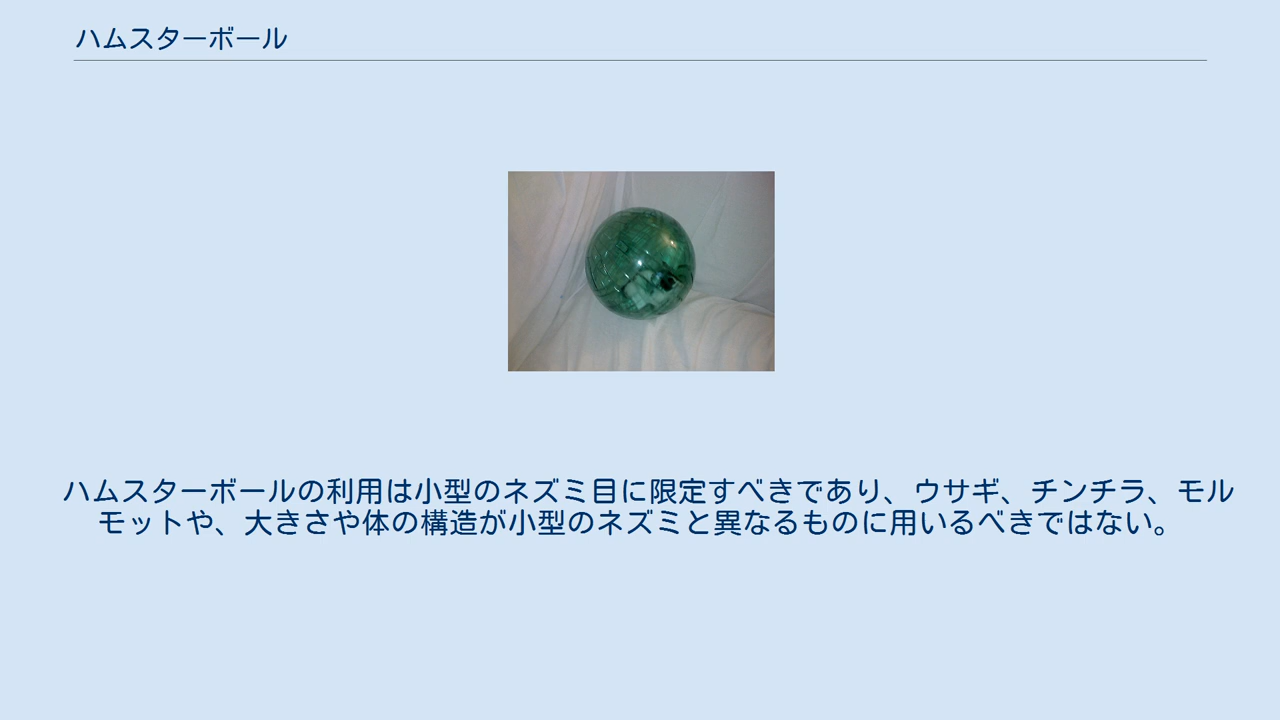 ハムスターボール
ハムスターボールの利用は小型のネズミ目に限定すべきであり、ウサギ、チンチラ、モル
モットや、大きさや体の構造が小型のネズミと異なるものに用いるべきではない。